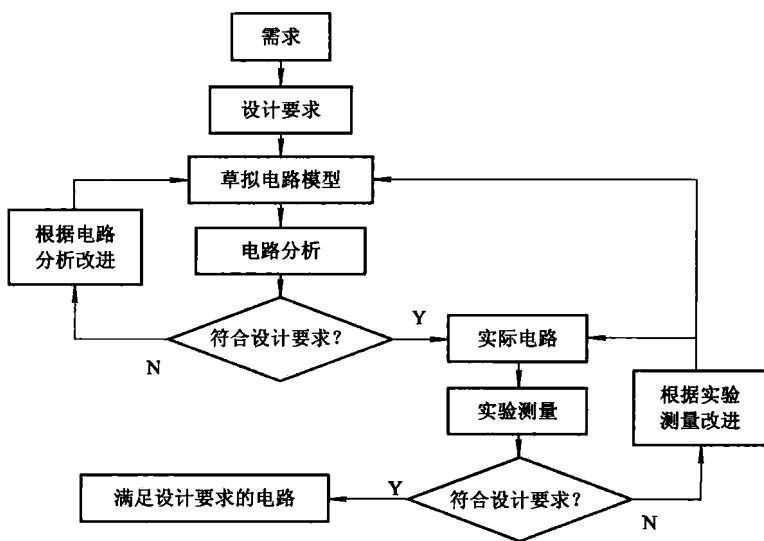 需求
设计要求
草拟电路模型
根据电路
分析改进
电路分析
符合设计要求？
Y
N
实际电路
实验测量
根据实验
测量改进
符合设计要求？
Y
N
满足设计要求的电路